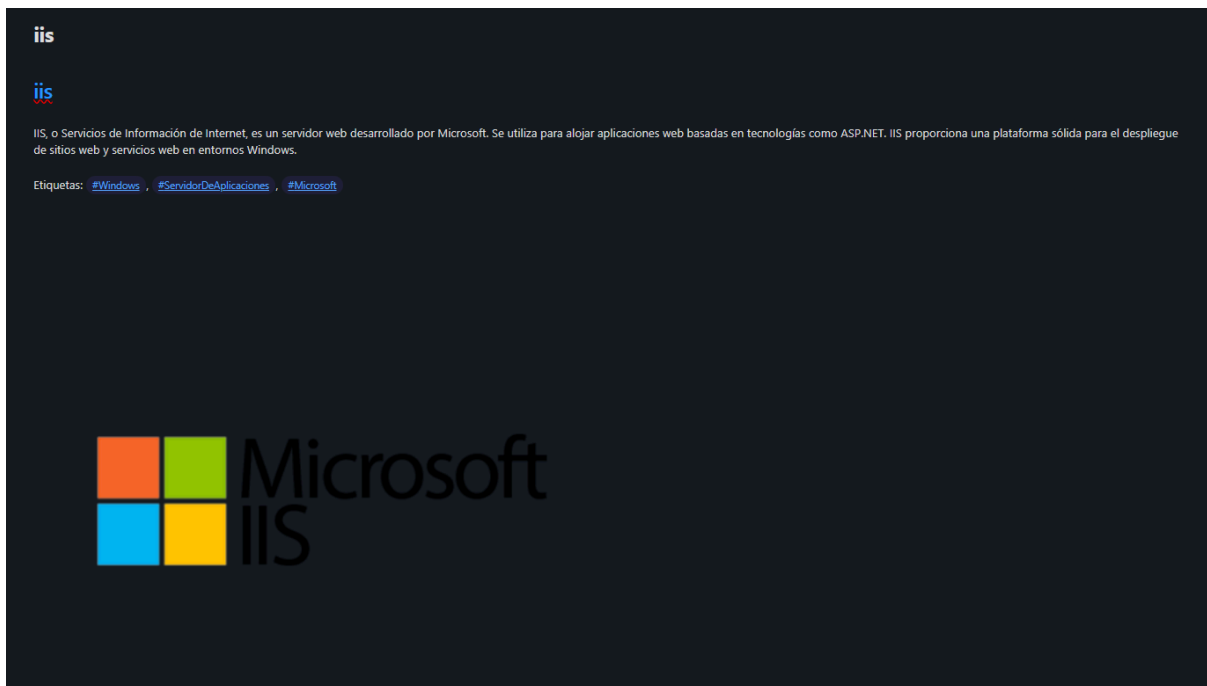 iis
iis
IIS, o Servicios de Información de Internet, es un servidor web desarrollado por Microsoft. Se utiliza para alojar aplicaciones web basadas en tecnologías como ASP.NET. IIS proporciona una plataforma sólida para el despliegue
de sitios web y servicios web en entornos Windows.
Etiquetas: #Windows , #ServidorDeAplicaciones , #Microsoft
Microsoft
IIS